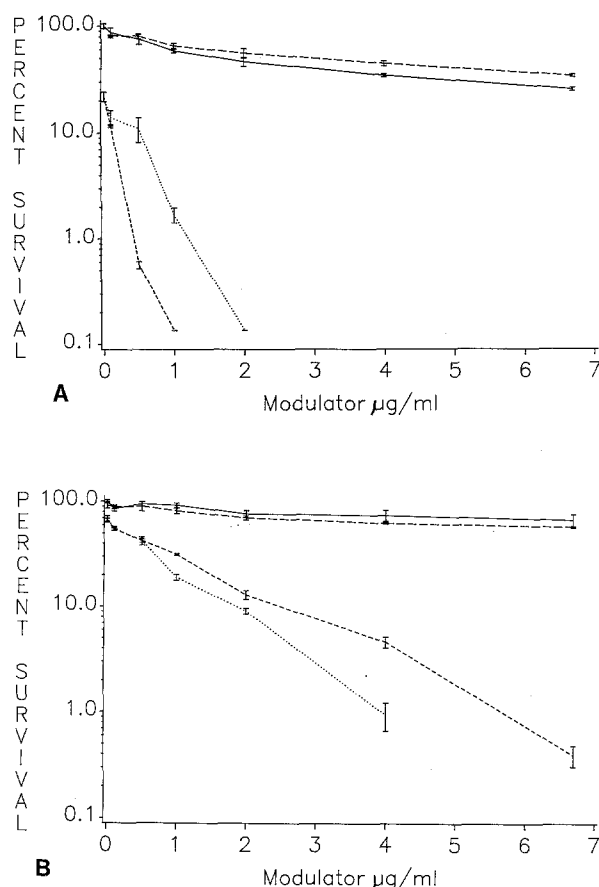 PERCENT SURVIVAL
100.0
10.0
1.0
0.1
0 1 2 3 4 5 6 7
A
Modulator µg/ml
PERCENT SURVIVAL
100.0
10.0
1.0
0.1
0 1 2 3 4 5 6 7
B
Modulator µg/ml